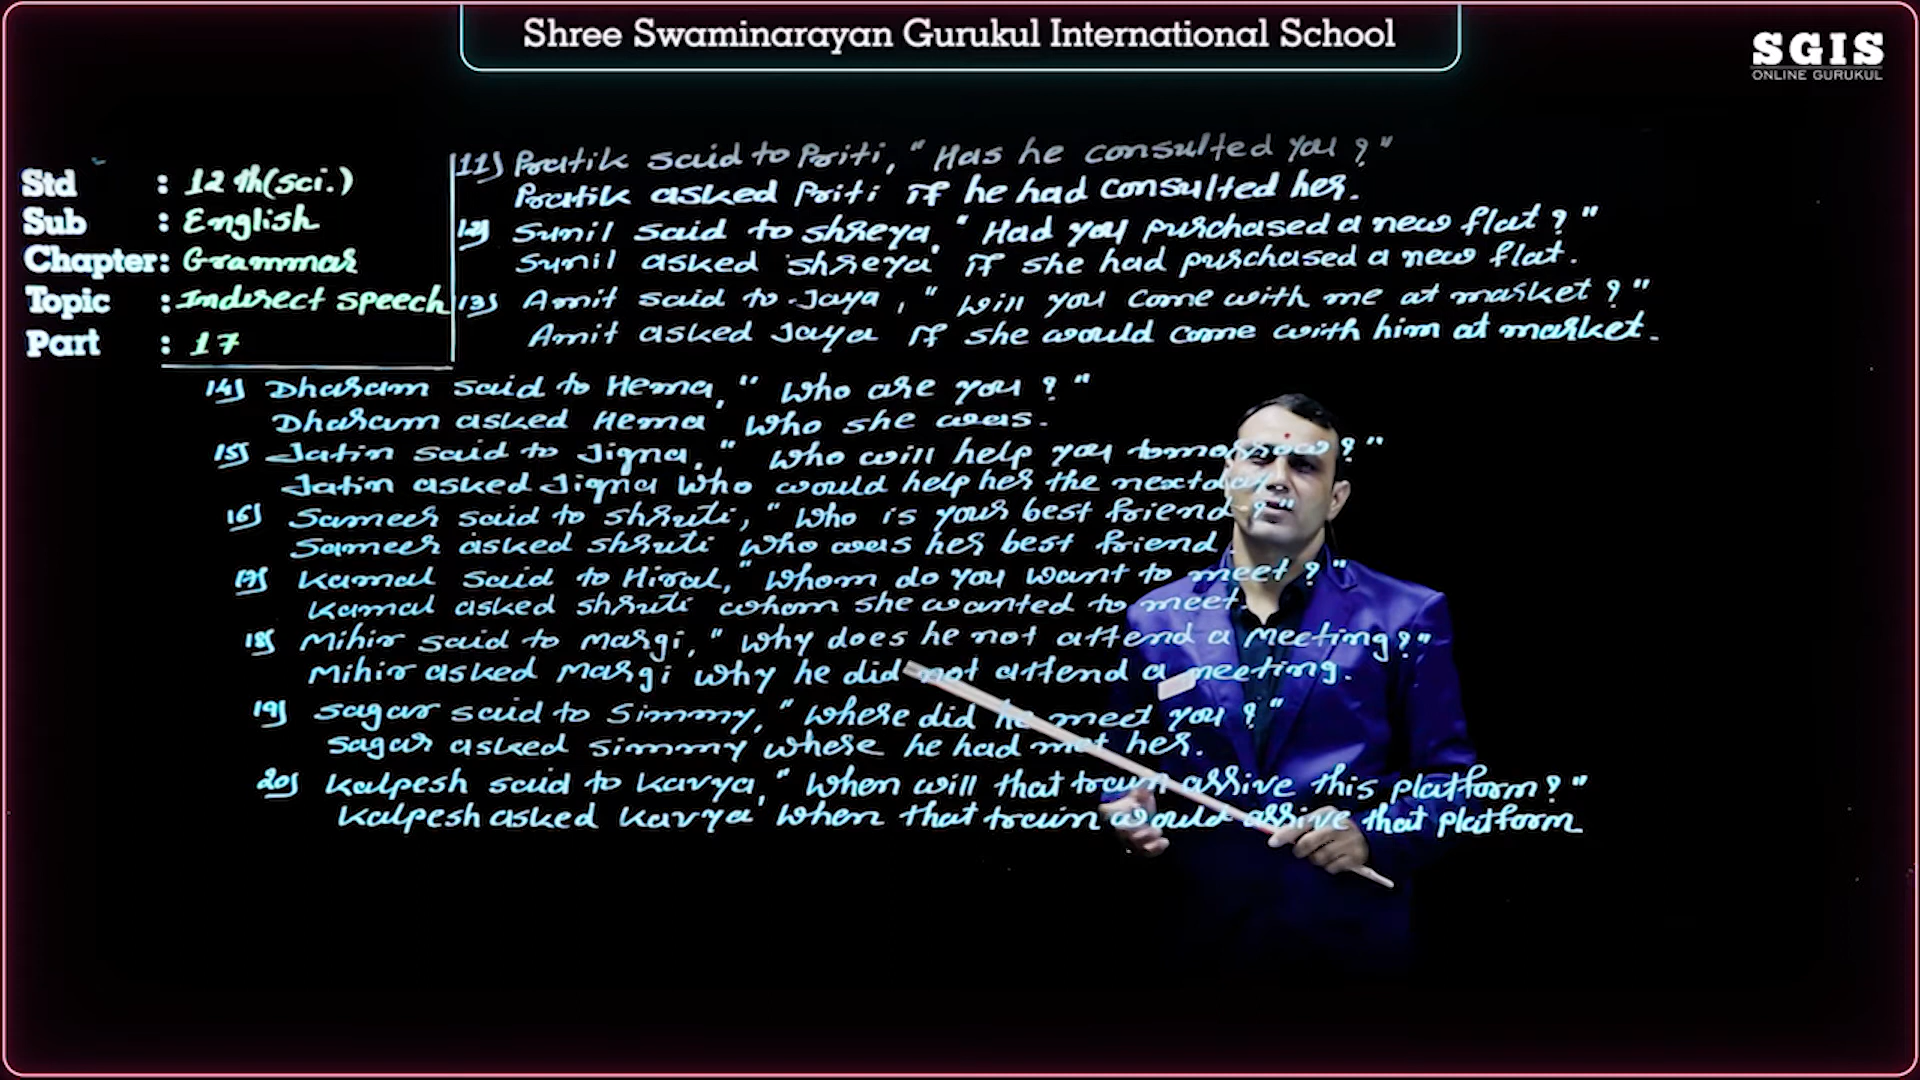 Shree Swaminarayan Gurukul International School
SGIS
ONLINE GURUKUL
Std : 12th(sci.)
Sub : English
Chapter: Grammar
Topic : Indirect speech
Part : 17
11) Pratik said to Priti, "Has he consulted you?"
Pratik asked Priti if he had consulted her.
12) Sunil said to shreya, "Had you purchased a new flat?"
Sunil asked shreya if she had purchased a new flat.
13) Amit said to Jaya, "Will you come with me at market?"
Amit asked Jaya if she would come with him at market.
14) Dharam said to Hema, "Who are you?"
Dharam asked Hema who she was.
15) Jatin said to Jigna, "Who will help you tomorrow?"
Jatin asked Jigna who would help her the next day
16) Sameer said to shruti, "Who is your best friend?"
Sameer asked shruti who was her best friend.
17) Kamal said to Hiral, "Whom do you want to meet?"
Kamal asked shruti whom she wanted to meet.
18) Mihir said to Margi, "Why does he not attend a meeting?"
Mihir asked Margi why he did not attend a meeting.
19) Sagar said to Simmy, "Where did he meet you?"
Sagar asked simmy where he had met her.
20) Kalpesh said to Kavya, "When will that train arrive this platform?"
Kalpesh asked Kavya when that train would arrive that platform